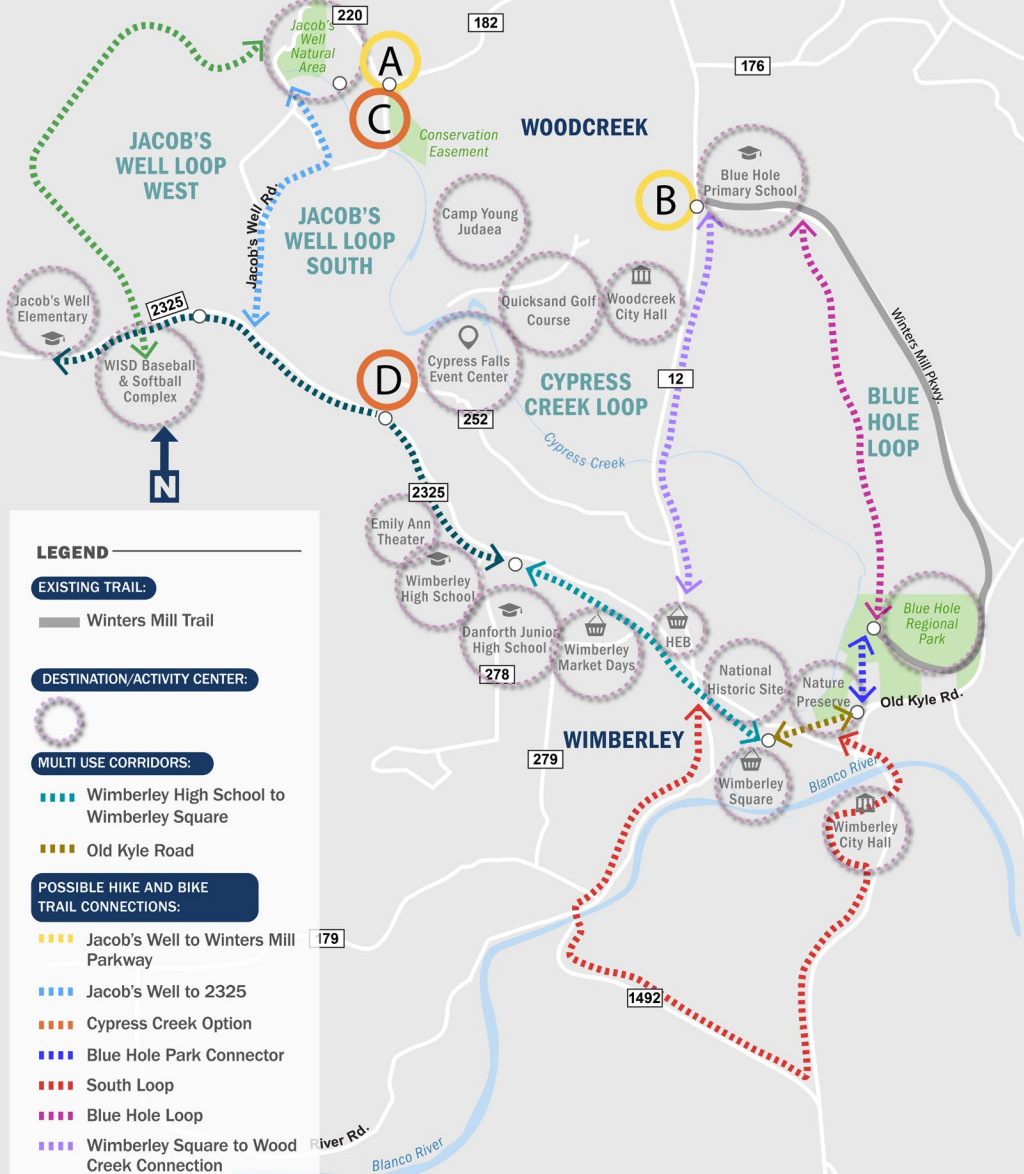 220
182
Jacob's
Well
Natural
Area
A
176
C
Conservation
Easement
WOODCREEK
JACOB'S
WELL LOOP
WEST
Blue Hole
Primary School
B
Jacob's Well Rd.
JACOB'S
WELL LOOP
SOUTH
Camp Young
Judaea
Jacob's Well
Elementary
2325
Quicksand Golf
Course
Woodcreek
City Hall
Winters Mill Pkwy.
WISD Baseball
& Softball
Complex
D
Cypress Falls
Event Center
CYPRESS
CREEK LOOP
12
BLUE
HOLE
LOOP
252
Cypress Creek
N
2325
Emily Ann
Theater
Wimberley
High School
Danforth Junior
High School
278
Wimberley
Market Days
HEB
National
Historic Site
Nature
Preserve
Blue Hole
Regional
Park
Old Kyle Rd.
WIMBERLEY
279
Wimberley
Square
Blanco River
Wimberley
City Hall
179
1492
River Rd.
Blanco River
LEGEND
EXISTING TRAIL:
Winters Mill Trail
DESTINATION/ACTIVITY CENTER:
MULTI USE CORRIDORS:
Wimberley High School to
Wimberley Square
Old Kyle Road
POSSIBLE HIKE AND BIKE
TRAIL CONNECTIONS:
Jacob's Well to Winters Mill
Parkway
Jacob's Well to 2325
Cypress Creek Option
Blue Hole Park Connector
South Loop
Blue Hole Loop
Wimberley Square to Wood
Creek Connection